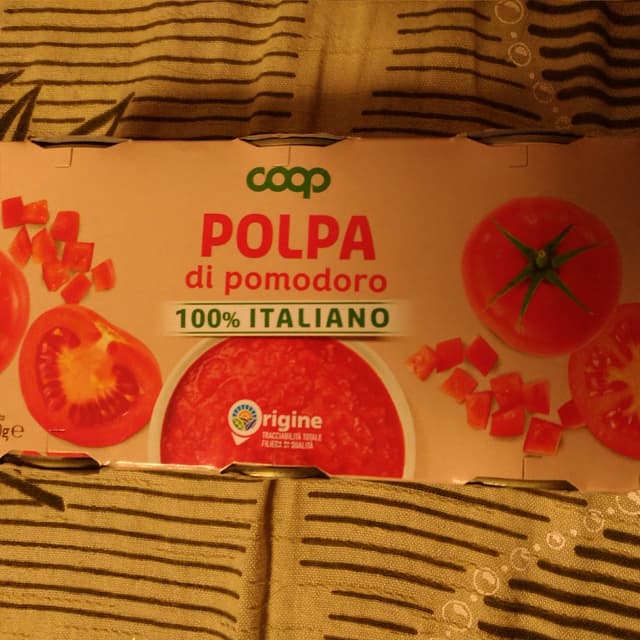 coop
POLPA
di pomodoro
100% ITALIANO
Origine
TRACCIABILITÀ TOTALE
FILIERA DI QUALITÀ
g e